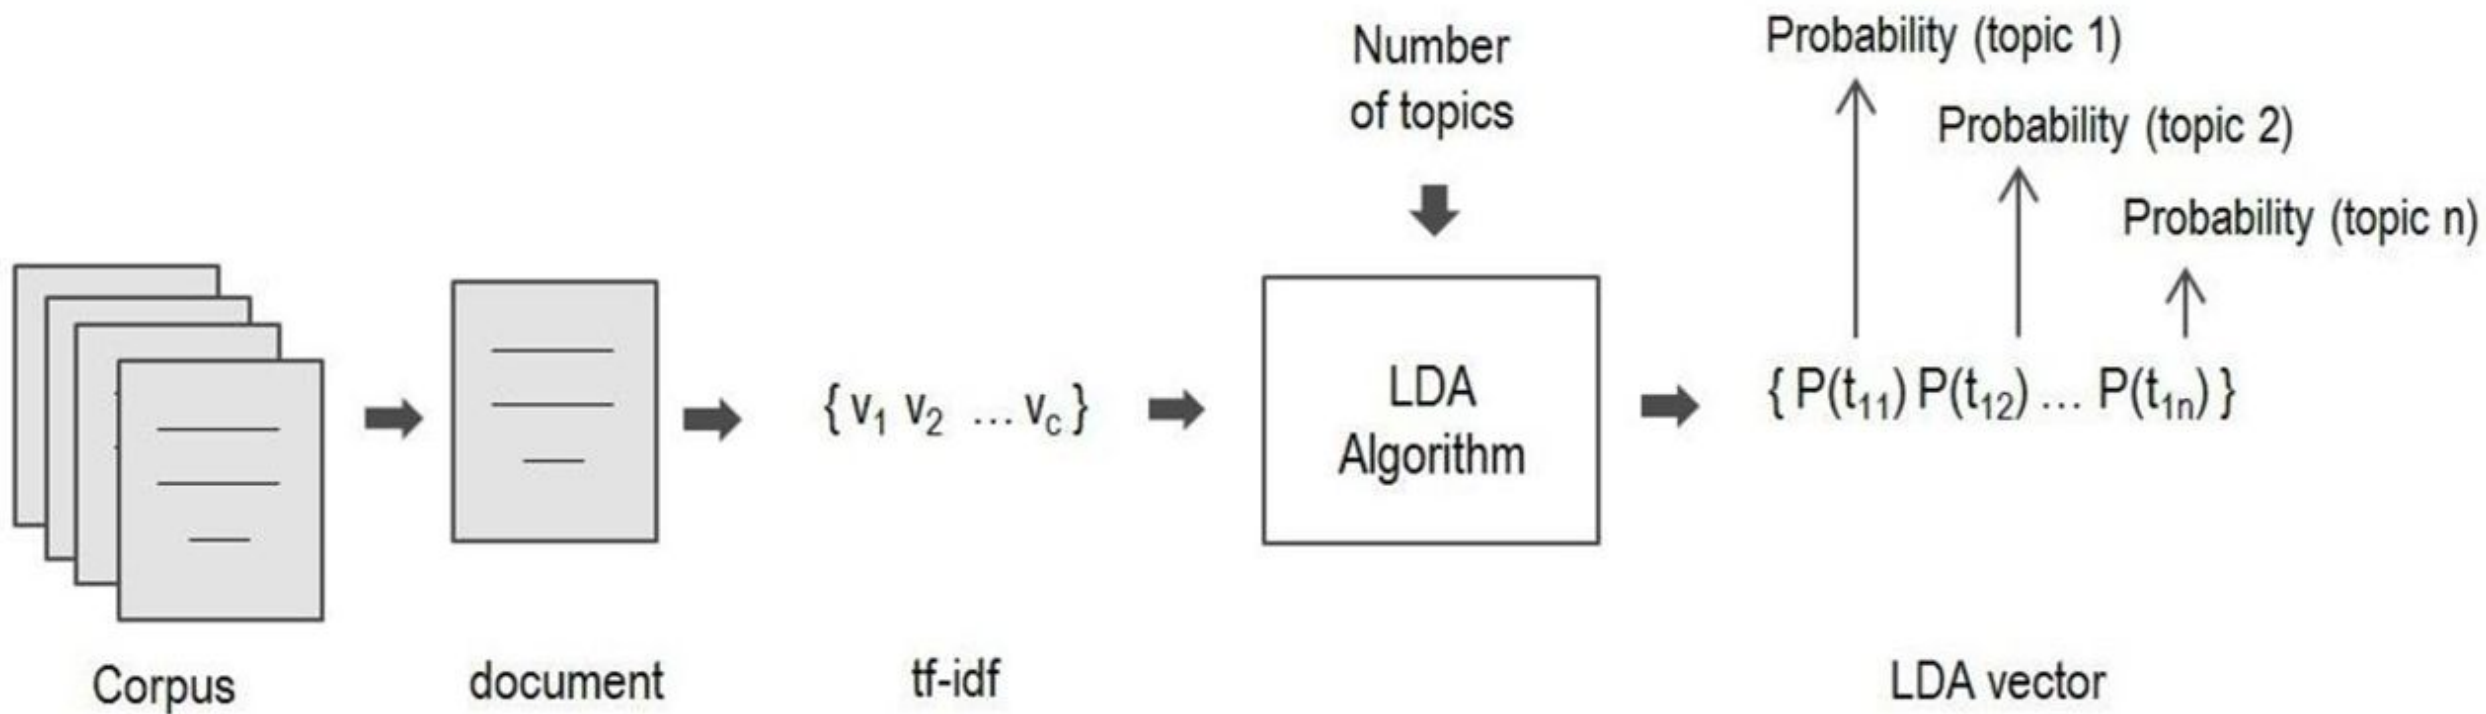 Number
of topics
Probability (topic 1)
Probability (topic 2)
Probability (topic n)
{ v₁ v₂ … v꜀ }
LDA
Algorithm
{ P(t₁₁) P(t₁₂) … P(t₁ₙ) }
Corpus
document
tf-idf
LDA vector